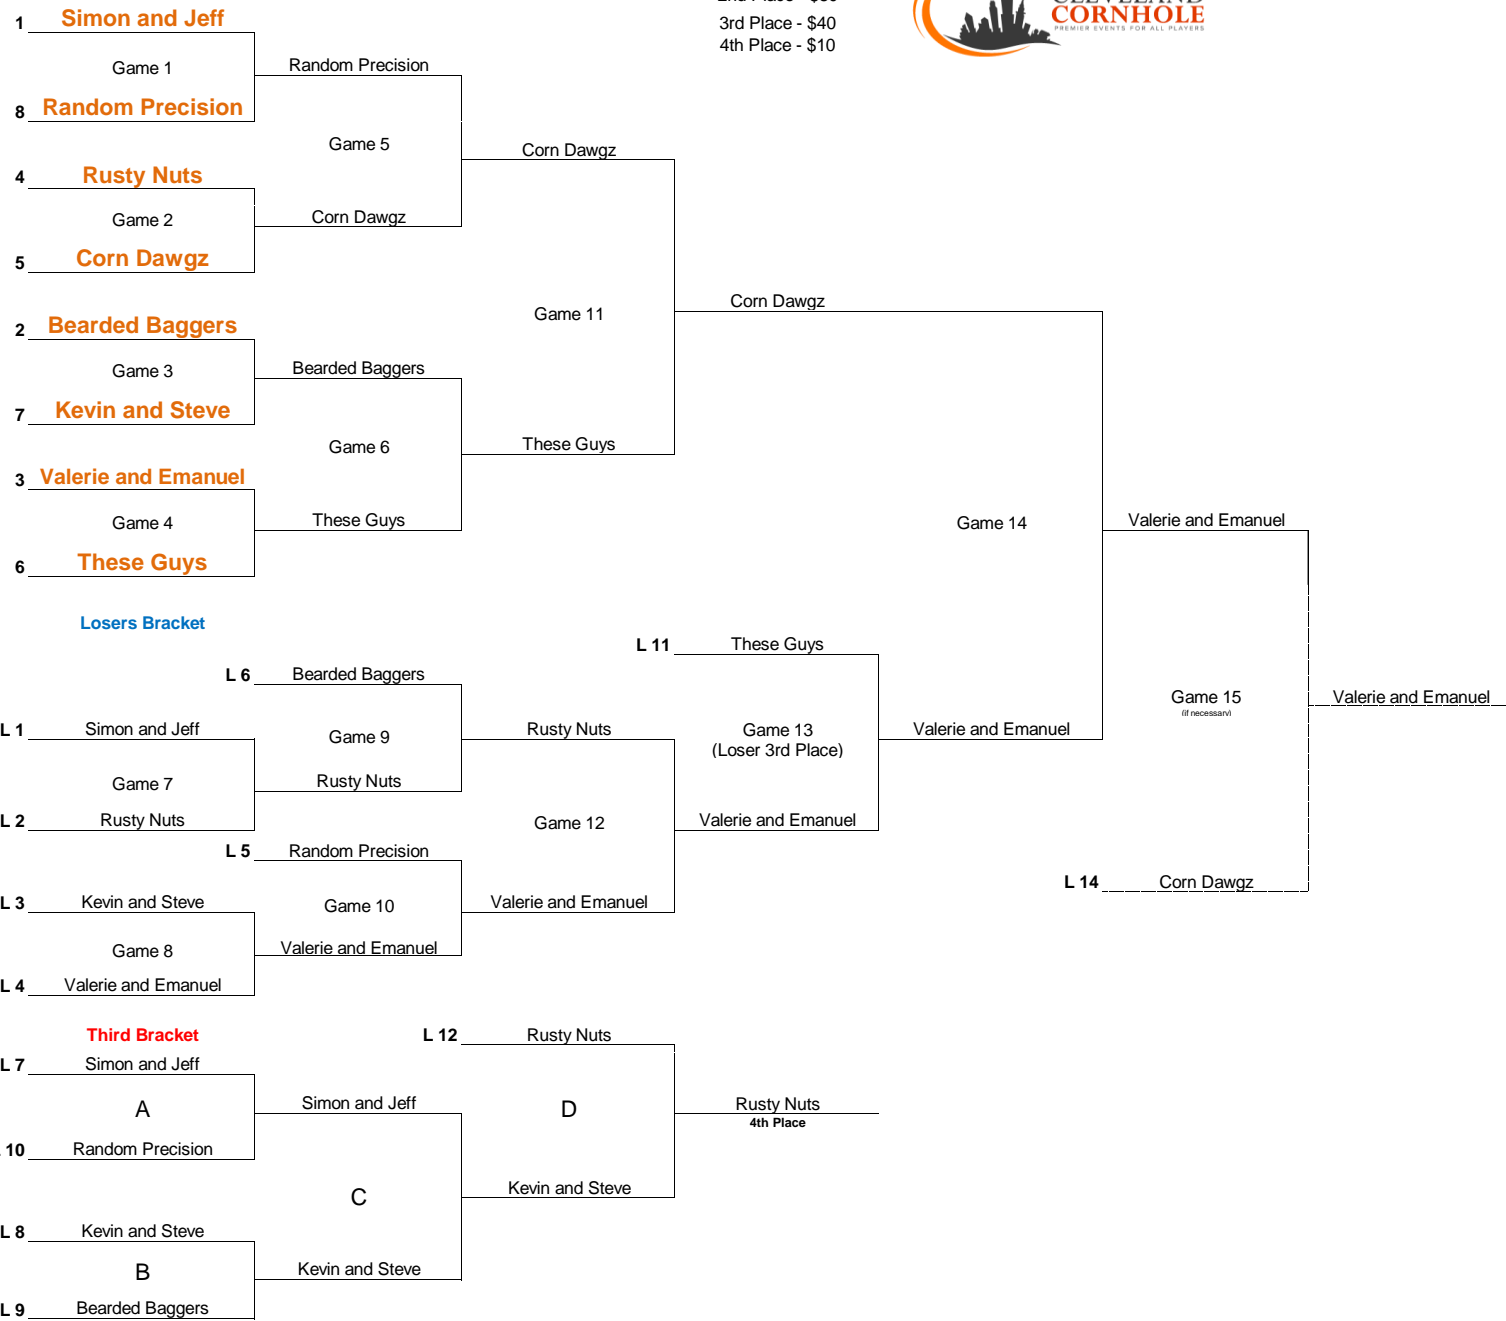 3rd Place - $40
4th Place - $10
CORNHOLE
PREMIER EVENTS FOR ALL PLAYERS
1 Simon and Jeff
Game 1
Random Precision
8 Random Precision
Game 5
Corn Dawgz
4 Rusty Nuts
Game 2
Corn Dawgz
5 Corn Dawgz
Game 11
Corn Dawgz
2 Bearded Baggers
Game 3
Bearded Baggers
7 Kevin and Steve
Game 6
These Guys
3 Valerie and Emanuel
Game 4
These Guys
6 These Guys
Game 14
Valerie and Emanuel
Losers Bracket
L 11 These Guys
L 6 Bearded Baggers
L 1 Simon and Jeff
Game 9
Rusty Nuts
Game 13
(Loser 3rd Place)
Valerie and Emanuel
Game 15
(if necessary)
Valerie and Emanuel
Game 7
Rusty Nuts
L 2 Rusty Nuts
Game 12
Valerie and Emanuel
L 5 Random Precision
L 14 Corn Dawgz
L 3 Kevin and Steve
Game 10
Valerie and Emanuel
Game 8
Valerie and Emanuel
L 4 Valerie and Emanuel
Third Bracket
L 12 Rusty Nuts
L 7 Simon and Jeff
A
Simon and Jeff
D
Rusty Nuts
4th Place
10 Random Precision
C
Kevin and Steve
L 8 Kevin and Steve
B
Kevin and Steve
L 9 Bearded Baggers